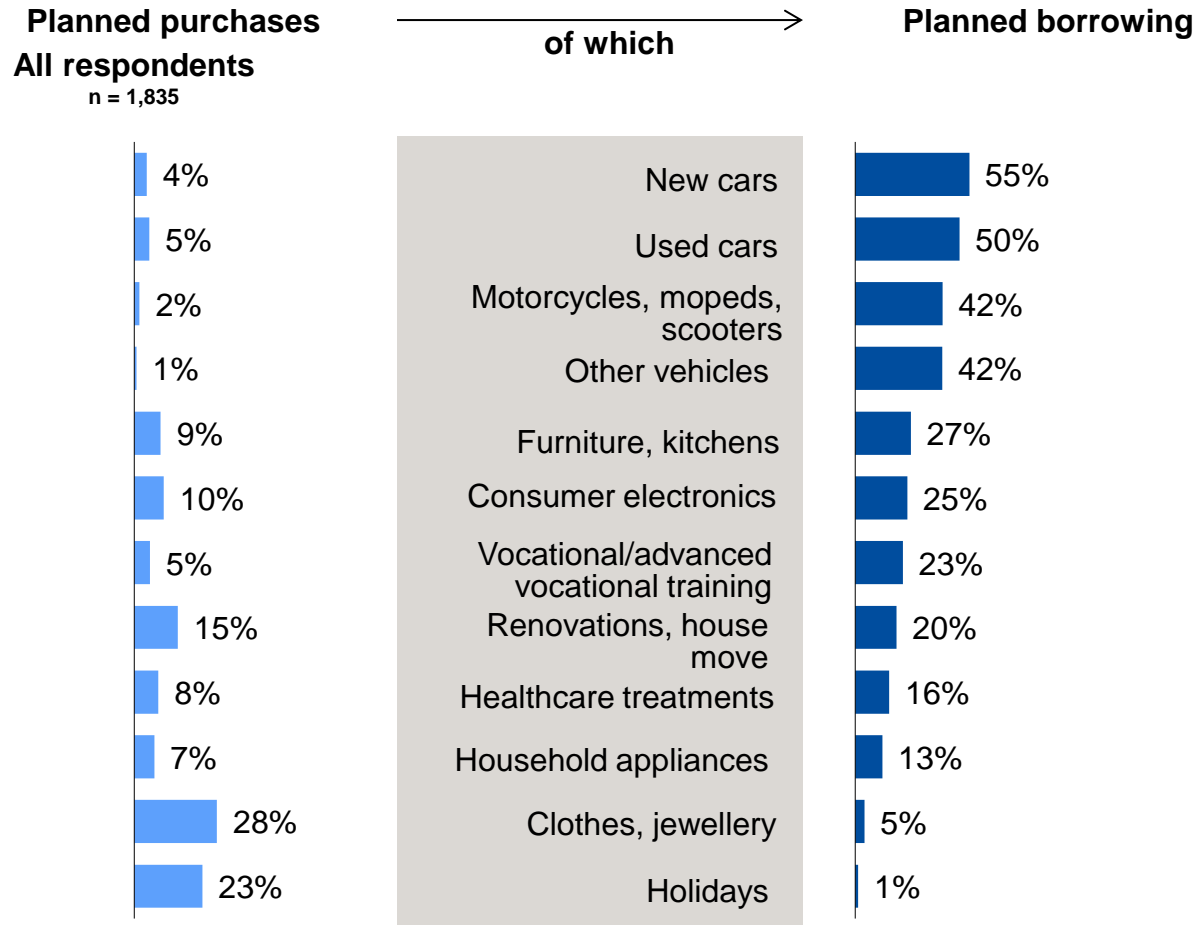 Planned purchases
of which
Planned borrowing
All respondents
n = 1,835
4%
New cars
55%
5%
Used cars
50%
2%
Motorcycles, mopeds,
scooters
42%
1%
Other vehicles
42%
9%
Furniture, kitchens
27%
10%
Consumer electronics
25%
5%
Vocational/advanced
vocational training
23%
15%
Renovations, house
move
20%
8%
Healthcare treatments
16%
7%
Household appliances
13%
28%
Clothes, jewellery
5%
23%
Holidays
1%